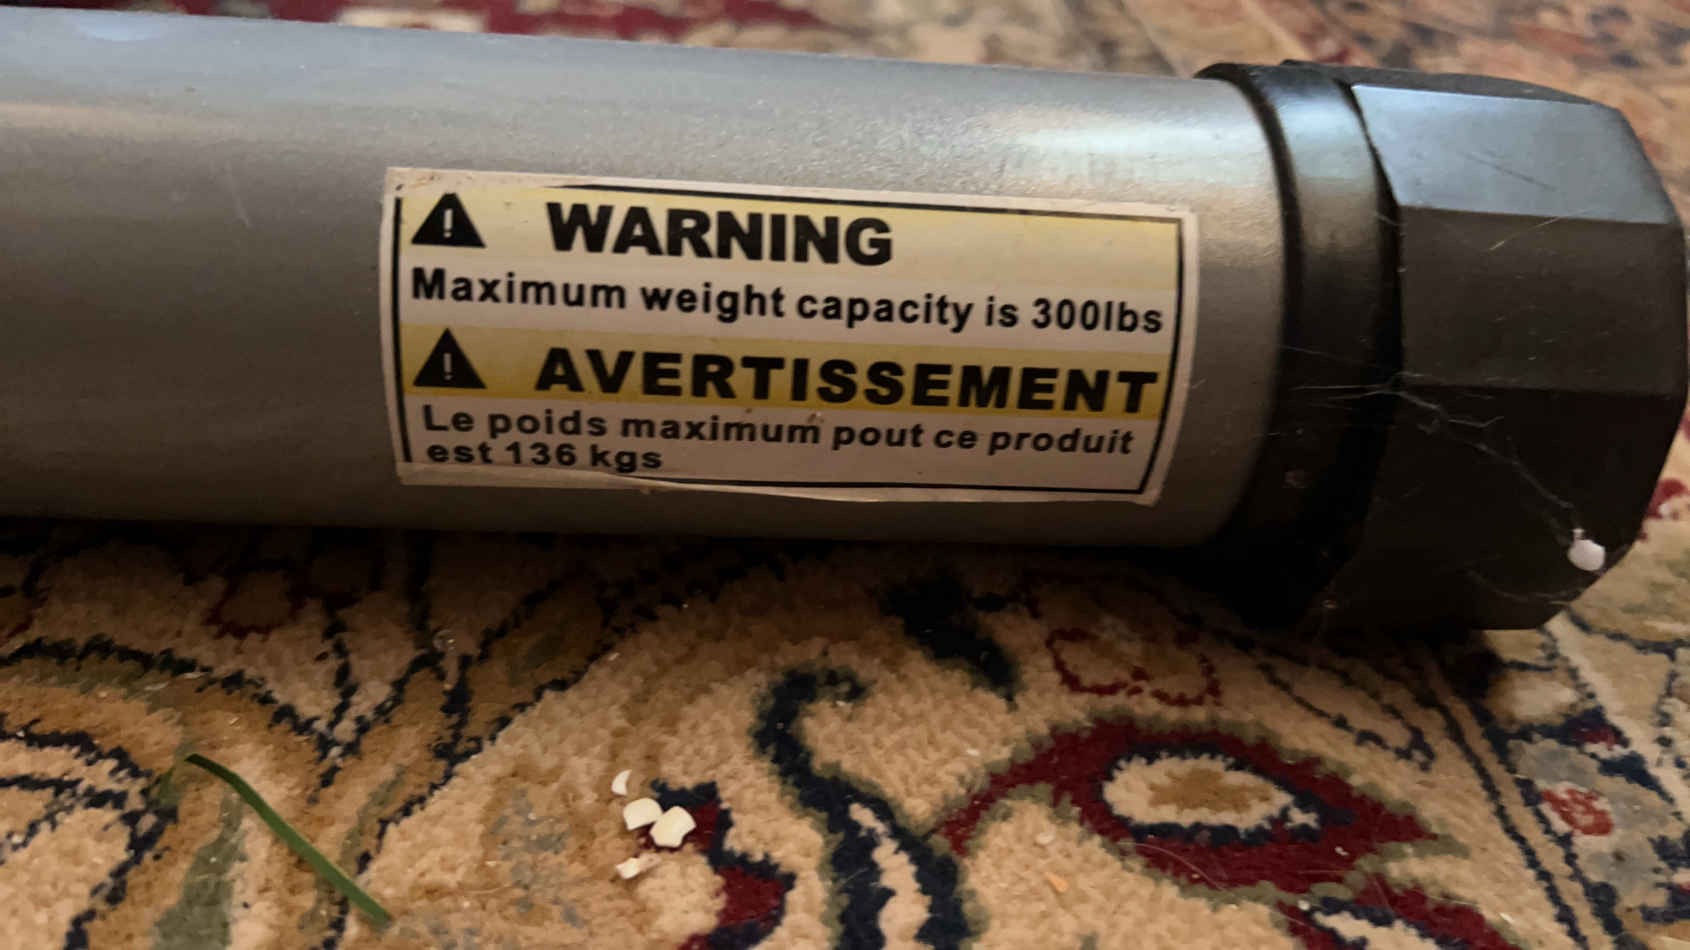 WARNING
Maximum weight capacity is 300lbs
AVERTISSEMENT
Le poids maximum pout ce produit
est 136 kgs